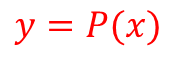 y = P(x)